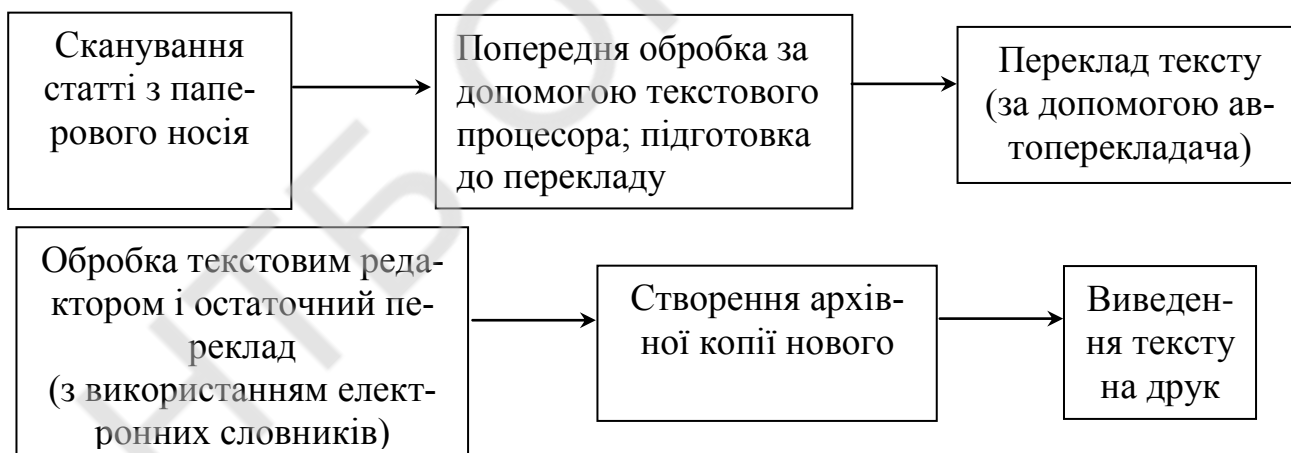 Сканування
статті з папе-
рового носія
Попередня обробка за
допомогою текстового
процесора; підготовка
до перекладу
Переклад тексту
(за допомогою ав-
топерекладача)
Обробка текстовим реда-
ктором і остаточний пе-
реклад
(з використанням елект-
ронних словників)
Створення архів-
ної копії нового
Виведен-
ня тексту
на друк
НТБ